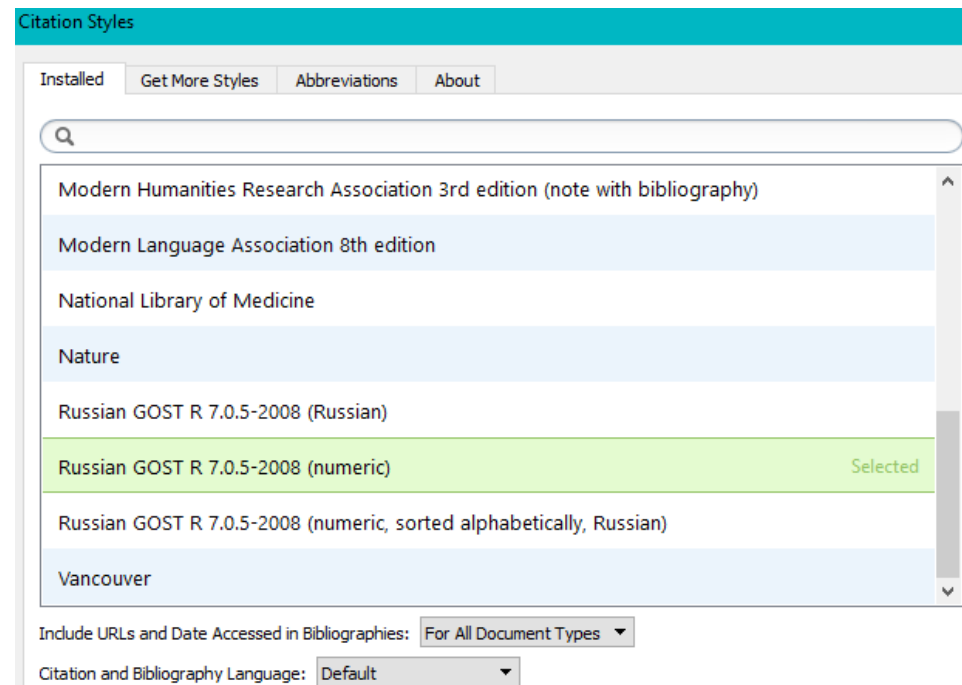 Citation Styles
Installed Get More Styles Abbreviations About
Modern Humanities Research Association 3rd edition (note with bibliography)
Modern Language Association 8th edition
National Library of Medicine
Nature
Russian GOST R 7.0.5-2008 (Russian)
Russian GOST R 7.0.5-2008 (numeric) Selected
Russian GOST R 7.0.5-2008 (numeric, sorted alphabetically, Russian)
Vancouver
Include URLs and Date Accessed in Bibliographies: For All Document Types
Citation and Bibliography Language: Default